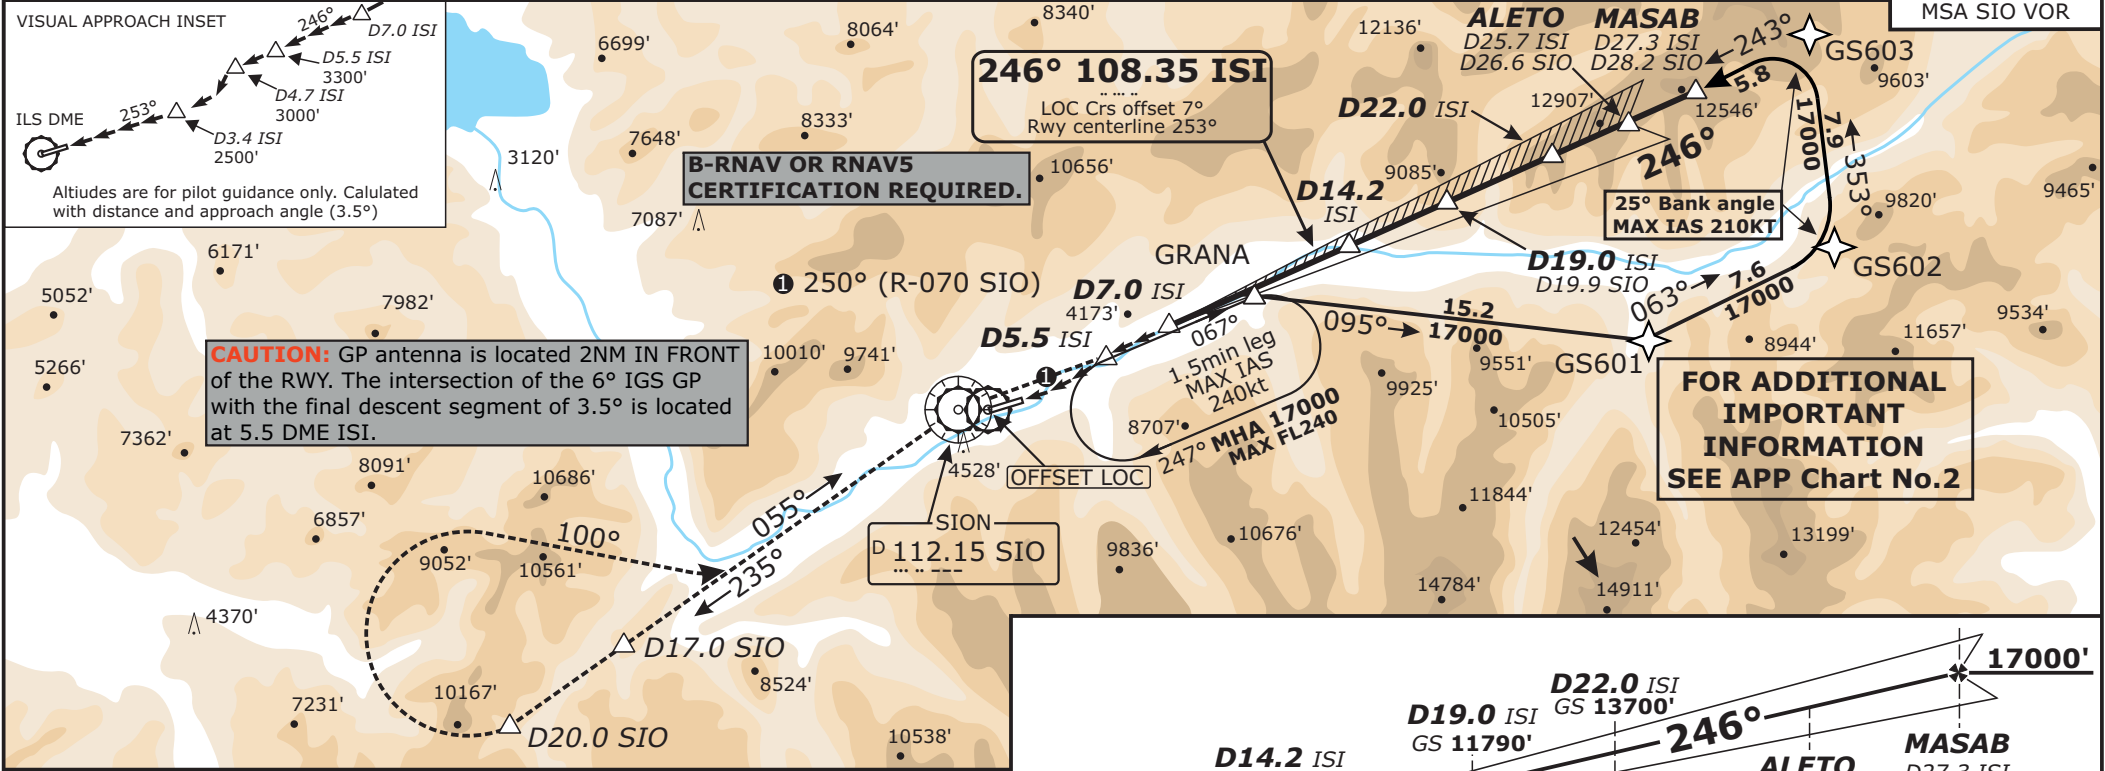 VISUAL APPROACH INSET
246°
D7.0 ISI
D5.5 ISI
3300'
D4.7 ISI
3000'
253°
ILS DME
D3.4 ISI
2500'
Altiudes are for pilot guidance only. Calulated
with distance and approach angle (3.5°)
MSA SIO VOR
6699'
8064'
8340'
12136'
ALETO
D25.7 ISI
D26.6 SIO
MASAB
D27.3 ISI
D28.2 SIO
243°
GS603
9603'
5.8
246° 108.35 ISI
LOC Crs offset 7°
Rwy centerline 253°
D22.0 ISI
12907'
12546'
17000
7.9
353°
246°
3120'
7648'
8333'
B-RNAV OR RNAV5
CERTIFICATION REQUIRED.
10656'
9085'
D14.2
ISI
25° Bank angle
MAX IAS 210KT
9820'
9465'
7087'
6171'
GRANA
D19.0 ISI
D19.9 SIO
GS602
063°
7.6
17000
1 250° (R-070 SIO)
D7.0 ISI
4173'
5052'
7982'
D5.5 ISI
067°
1.5min leg
MAX IAS
240kt
095°
15.2
17000
GS601
9534'
11657'
8944'
CAUTION: GP antenna is located 2NM IN FRONT
of the RWY. The intersection of the 6° IGS GP
with the final descent segment of 3.5° is located
at 5.5 DME ISI.
5266'
10010'
9741'
1
9551'
9925'
FOR ADDITIONAL
IMPORTANT
INFORMATION
SEE APP Chart No.2
10505'
8707'
247° MHA 17000
MAX FL240
7362'
8091'
10686'
4528'
OFFSET LOC
11844'
055°
6857'
100°
SION
D 112.15 SIO
9836'
10676'
12454'
13199'
9052'
10561'
235°
14784'
14911'
4370'
D17.0 SIO
8524'
7231'
10167'
D20.0 SIO
10538'
17000'
D22.0 ISI
GS 13700'
D19.0 ISI
GS 11790'
246°
D14.2 ISI
ALETO
MASAB
D27.3 ISI